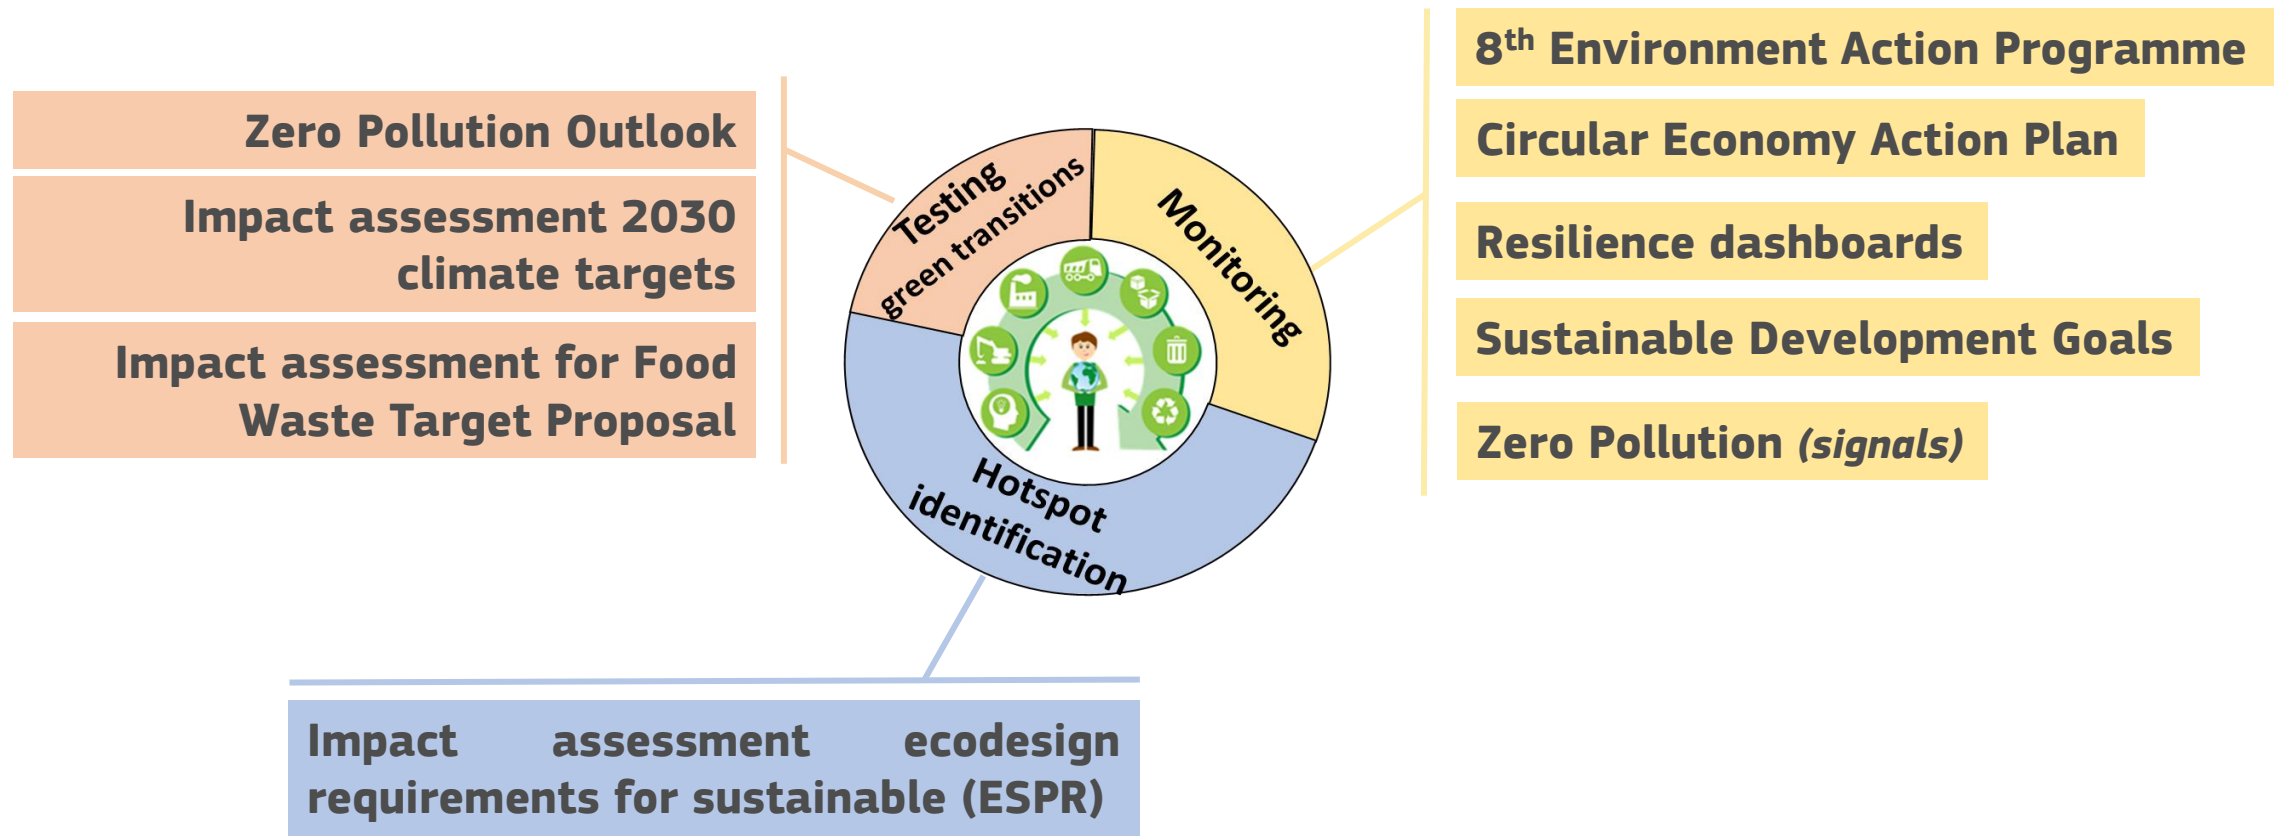 Zero Pollution Outlook
Impact assessment 2030
climate targets
Impact assessment for Food
Waste Target Proposal
Testing
green transitions
Monitoring
Hotspot
identification
8th Environment Action Programme
Circular Economy Action Plan
Resilience dashboards
Sustainable Development Goals
Zero Pollution (signals)
Impact assessment ecodesign
requirements for sustainable (ESPR)